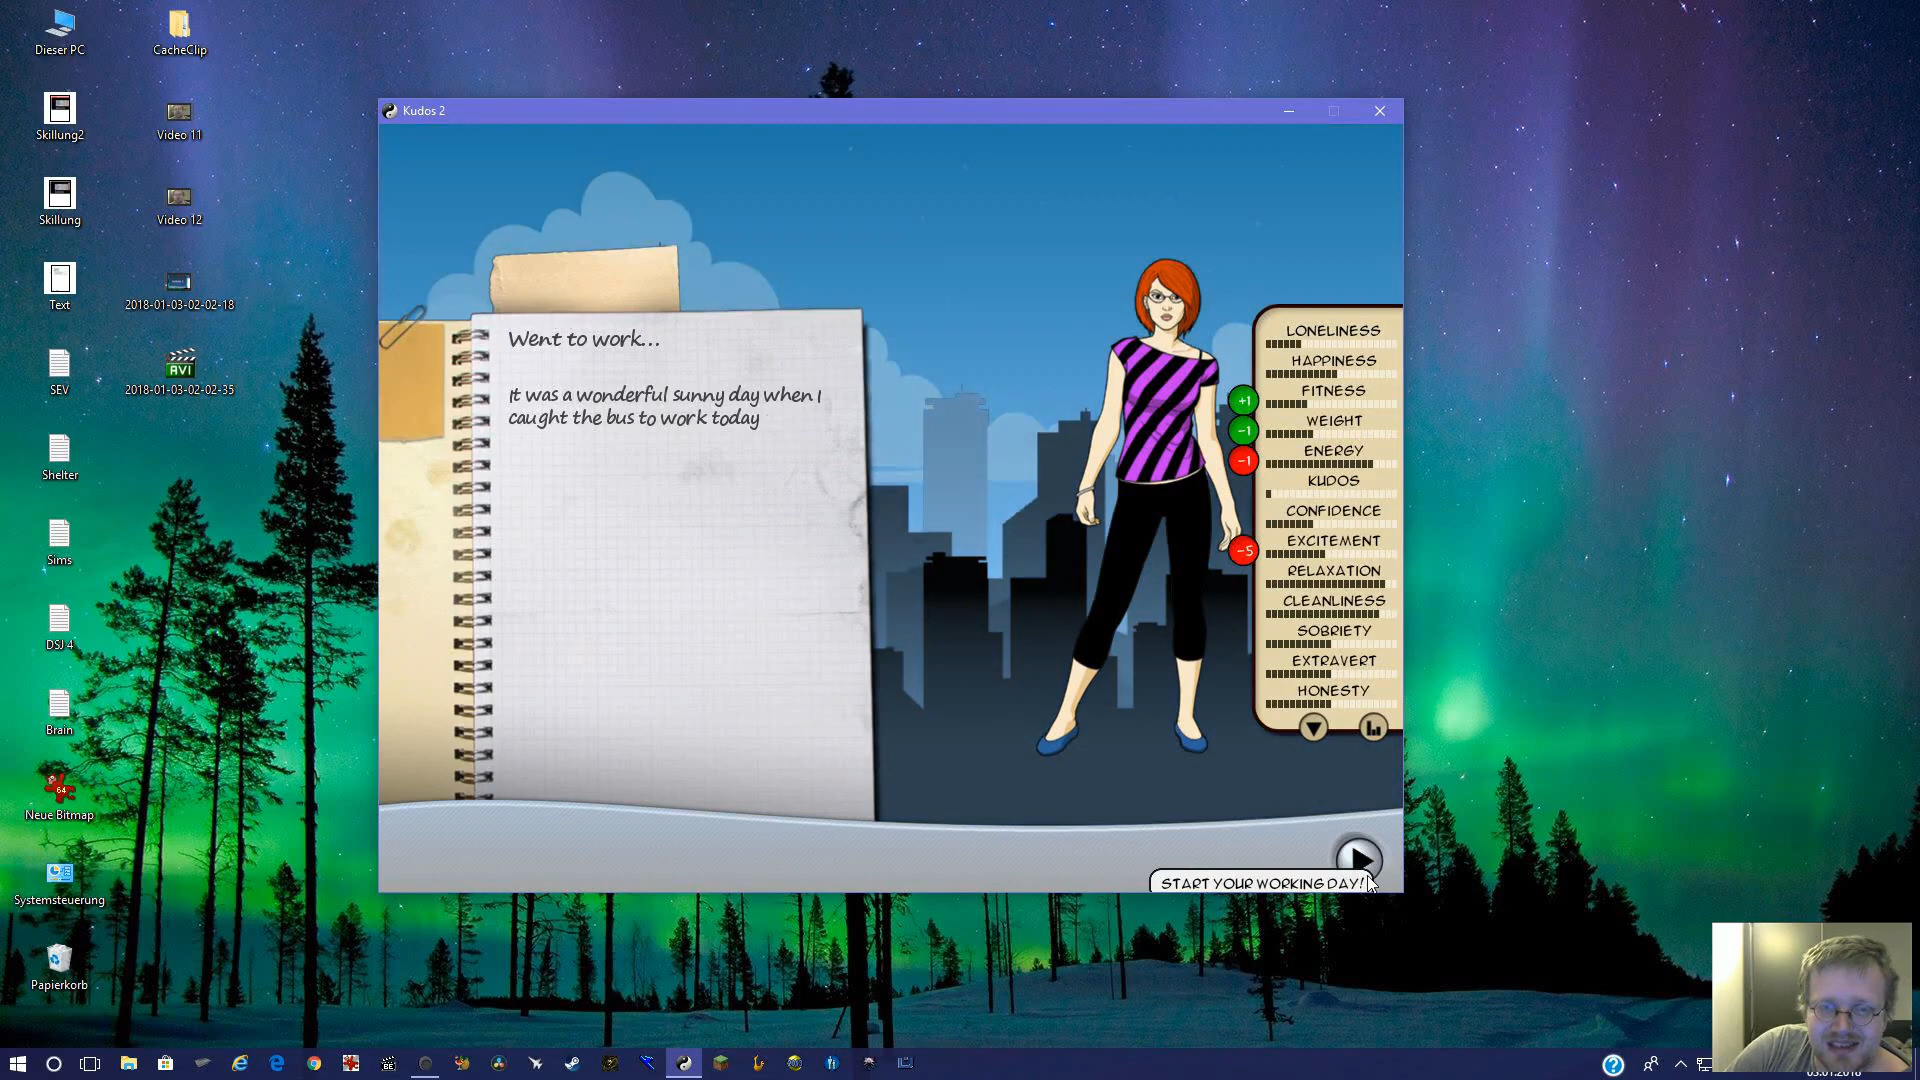 Dieser PC
CacheClip
Skillung2
Video 11
Skillung
Video 12
Text
2018-01-03-02-02-18
SEV
AVI
2018-01-03-02-02-35
Shelter
Sims
DSJ 4
Brain
64
Neue Bitmap
Systemsteuerung
Papierkorb
Kudos 2
Went to work...
It was a wonderful sunny day when I
caught the bus to work today
LONELINESS
HAPPINESS
FITNESS
+1
WEIGHT
-1
ENERGY
-1
KUDOS
CONFIDENCE
EXCITEMENT
-5
RELAXATION
CLEANLINESS
SOBRIETY
EXTRAVERT
HONESTY
START YOUR WORKING DAY!
BE